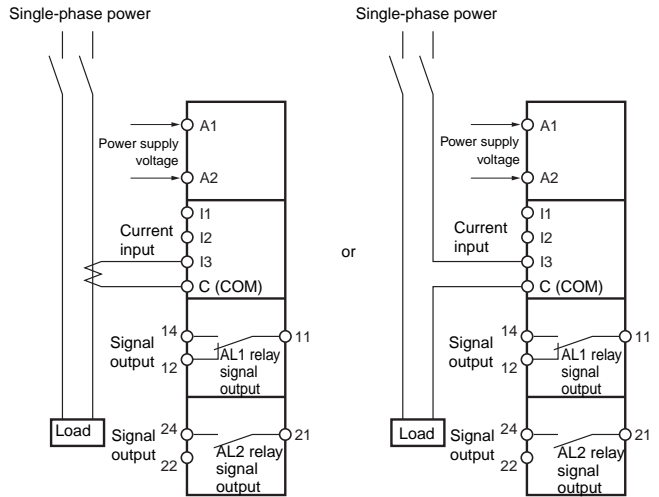 Single-phase power
A1
Power supply
voltage
A2
I1
Current
I2
input
I3
C (COM)
14
11
Signal
output
12
AL1 relay
signal
output
Load
24
21
Signal
output
22
AL2 relay
signal
output
or
Single-phase power
A1
Power supply
voltage
A2
I1
Current
I2
input
I3
C (COM)
14
11
Signal
output
12
AL1 relay
signal
output
Load
24
21
Signal
output
22
AL2 relay
signal
output